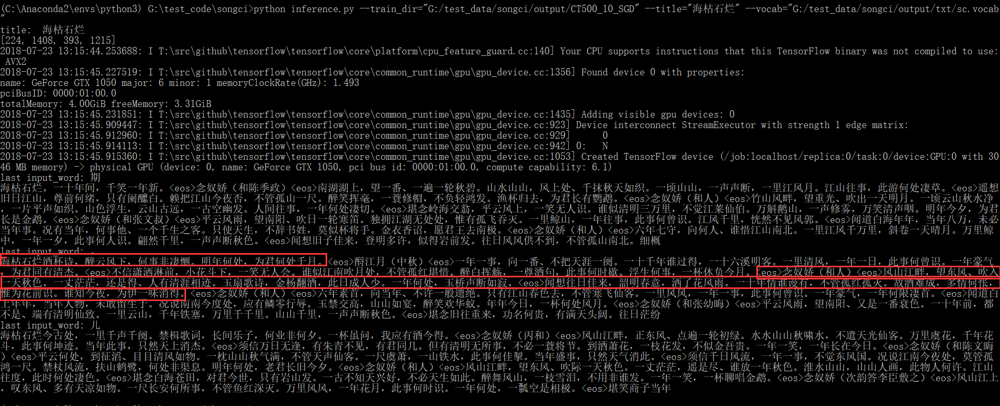 (C:\Anaconda2\envs\python3) G:\test_code\songci>python inference.py --train_dir="G:/test_data/songci/output/CT500_10_SGD" --title="海枯石烂" --vocab="G:/test_data/songci/output/txt/sc.vocab
"
title:  海枯石烂
[224, 1408, 393, 1215]
2018-07-23 13:15:44.253688: I T:\src\github\tensorflow\tensorflow\core\platform\cpu_feature_guard.cc:140] Your CPU supports instructions that this TensorFlow binary was not compiled to use:
 AVX2
2018-07-23 13:15:45.227519: I T:\src\github\tensorflow\tensorflow\core\common_runtime\gpu\gpu_device.cc:1356] Found device 0 with properties:
name: GeForce GTX 1050 major: 6 minor: 1 memoryClockRate(GHz): 1.493
pciBusID: 0000:01:00.0
totalMemory: 4.00GiB freeMemory: 3.31GiB
2018-07-23 13:15:45.231851: I T:\src\github\tensorflow\tensorflow\core\common_runtime\gpu\gpu_device.cc:1435] Adding visible gpu devices: 0
2018-07-23 13:15:45.909447: I T:\src\github\tensorflow\tensorflow\core\common_runtime\gpu\gpu_device.cc:923] Device interconnect StreamExecutor with strength 1 edge matrix:
2018-07-23 13:15:45.912960: I T:\src\github\tensorflow\tensorflow\core\common_runtime\gpu\gpu_device.cc:929]      0
2018-07-23 13:15:45.914113: I T:\src\github\tensorflow\tensorflow\core\common_runtime\gpu\gpu_device.cc:942] 0:   N
2018-07-23 13:15:45.915360: I T:\src\github\tensorflow\tensorflow\core\common_runtime\gpu\gpu_device.cc:1053] Created TensorFlow device (/job:localhost/replica:0/task:0/device:GPU:0 with 30
46 MB memory) -> physical GPU (device: 0, name: GeForce GTX 1050, pci bus id: 0000:01:00.0, compute capability: 6.1)
last input_word: 期
海枯石烂。一十年间，千笑一年新。<eos>念奴娇（和陈季政）<eos>南湖湖上，望一番、一遍一轮秋碧。山水山山，风上处、千抹秋天如织。一顷山山，一声声断，一里江风月。江山往事，此游何处凄草。<eos>遥想
旧日江山，尊前何绪，只有阑醺白。赖把江山今夜否，不管孤山一尺。醉笑挥毫，一蓑修帽，不负轻鸿发。渔杯归去，为君长有鹦鹉。<eos>念奴娇（和人）<eos>竹山风畔，望重光、吹出一天明月。一顷云山秋水净
，一片平声如织。山色浮生，云山古远，一古空幽发。人间往事，一年何处凄切。<eos>堪念岭海交翁，平云风上，一笑无人识。谁似清明三万里，不觉江莱仙伯。万斛鹅山，一声修雾，万笑清声咽。明年今夕，为君
长是金鹉。<eos>念奴娇（和张文叔）<eos>平云风雨，望南阳、吹日一轮寒笛。独拥江湖无处处，惟有孤飞吞灭。一里鲸山，一年往事，此事何曾识。江风千里，恍然不见风郭。<eos>闻道白海年年，当年八万，未必
当年事。况有当年，何事他、一个千生之客。只使天生，不辞书姓，莫似杯将手。金衣香诏，愿君王去南极。<eos>念奴娇（和人）<eos>六年七守，向何人、谁惜江山南北。一里江风千万里，斜卷一天晴月。万里鲸
中，一年一夕，此事何人识。翩然千里，一声声断秋色。<eos>闻想旧子佳来，登明多许，似得岩前发。往日风风供不到，不管孤山南北。细概
last input_word: 。
海枯石烂酒杯诗，醉云风下，何事非凄恻。明年何处，为君何处千月。<eos>酹江月（中秋）<eos>一年一事，向一番、不把天涯一阕。一十千年谁过得，一十六溪明客。一里清风，一年一日，此事何曾识。一年豪气
，为君同有清杰。<eos>不信潇洒淋前，小花斗下，一笑无人会。谁似江南吹月处，不管孤红堪惜。醉白挥觞，一尊酒句，此事何时歇。浮生何事，一杯休负今月。<eos>念奴娇（和人）<eos>风山江畔，望东风、吹入
一天秋色。一丈茫茫，还是得、人有清涯相迹。玉扇歌诗，金杨翻酒，此日成人少。一年何处，玉桥声断如寂。<eos>闻想旧日佳来，韶明春意，洒了花风雨。一十年情谁谩有，不管孤红孤灭。故酒难成，多情何怅，
惟为花前识。谁知今夜，为伊一味消得。<eos>念奴娇（和人）<eos>六年素首，向当年、不许一般遗绝。只有江山春色去，不管寒飞仙客。一里风风，一年一事，此事何曾识。一年豪气，一年何限凄首。<eos>闻道白
上年年，当年人物，未敢留生子。况说南南今度处，应有鳞零行辱。玉禁交高，山山如宴，醉笑欢华蚁。年年今日，一杯何处风月。<eos>念奴娇（和张幼晦）<eos>平云风雨，望南阳、又是一番衰色。一十年前，都
不是、端有清明仙致。一里云山，千年铁塞，万里千千里。山山千里，一声声断秋色。<eos>堪念旧往重来，功名何贵，有满天头阔。往日茫纷
last input_word: 儿
海枯石烂今古处，一里千声千阕。禁楫歌词，长间乐子，何业非何夕。一杯虽问，我应有酒今得。<eos>念奴娇（丙和）<eos>风山江畔，正东风、点遍一轮初绿。水水山山秋啸水，不遣天光仙客。万里虞花，千年花
斗，此事何坤迹。当年此事，只然天上消杰。<eos>须信万日无逢，有朱青不见，有君同几。但有清明无所事，不必一蓑将节。到酒萧花，一枝花发，不似金吾贵。一年一笑，一年长在今日。<eos>念奴娇（和陈文晦
）<eos>平云何处，到征滔、目目清风如物。一枕山山秋气满，不管天声仙客。一尺虞萧，一山铁水，此事何佳掣。当年盛事，只然天气消此。<eos>须信千日风流，一年一事，不觉东风国。况说江南今夜处，莫管孤
鸿一尺。禁杖风流，扶山鹤鹭，何处非渠息。明年何处，老君长旧今夕。<eos>念奴娇（和人）<eos>风山江畔，望东风、吹际一天秋色。一丈茫茫，遥是尽、谁放一年秋色。淮水山山，山山人画，此物人何许。江山
往度，此时何处凄色。<eos>堪念白海苍田，对君今世，只有岩山发。一古不知天兴好，不必天生如此。醉舞风山，一枝雪泪，不用非谁发。一年一笑，一杯聊唱金鹉。<eos>念奴娇（次韵答李臣敷之）<eos>风山江上
，叹东风、多有天凉如物。一尺长安何所事，不管鱼红深灭。万里风风，一年花月，此事何时识。一年何处，一瓢空是相极。<eos>堪笑商子当年